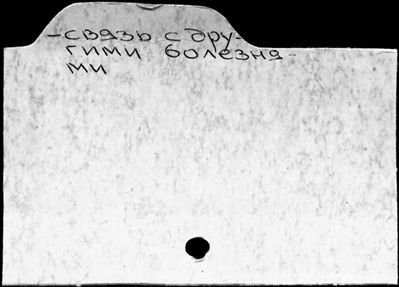 -связь с дру-
гими болезня-
ми